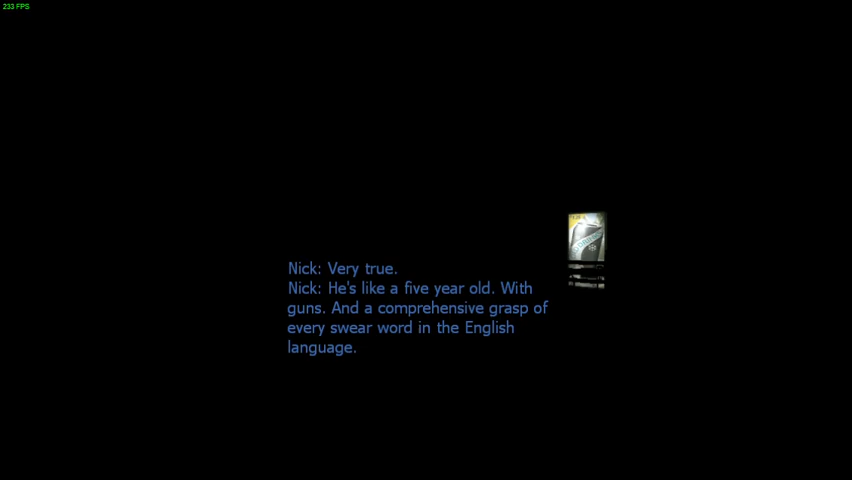 233 FPS
Nick: Very true.
Nick: He's like a five year old. With
guns. And a comprehensive grasp of
every swear word in the English
language.